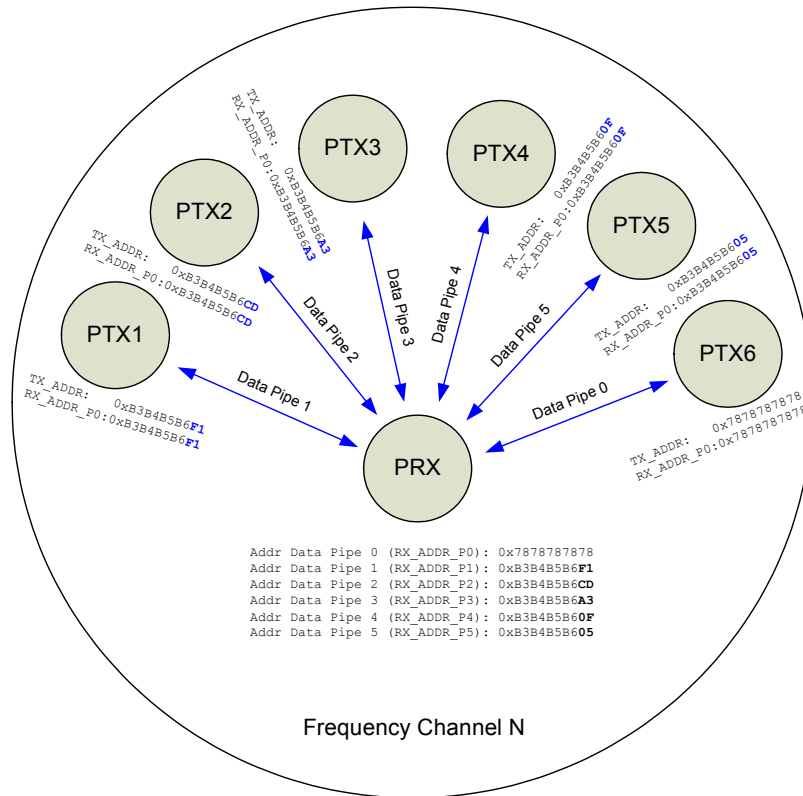 PTX3
PTX4
PTX2
PTX5
PTX1
PTX6
TX_ADDR: 0xB3B4B5B6F1
RX_ADDR_P0:0xB3B4B5B6F1
TX_ADDR: 0xB3B4B5B6CD
RX_ADDR_P0:0xB3B4B5B6CD
TX_ADDR: 0xB3B4B5B6A3
RX_ADDR_P0:0xB3B4B5B6A3
TX_ADDR: 0xB3B4B5B60F
RX_ADDR_P0:0xB3B4B5B60F
TX_ADDR: 0xB3B4B5B605
RX_ADDR_P0:0xB3B4B5B605
TX_ADDR: 0x7878787878
RX_ADDR_P0:0x7878787878
Data Pipe 1
Data Pipe 2
Data Pipe 3
Data Pipe 4
Data Pipe 5
Data Pipe 0
PRX
Addr Data Pipe 0 (RX_ADDR_P0): 0x7878787878
Addr Data Pipe 1 (RX_ADDR_P1): 0xB3B4B5B6F1
Addr Data Pipe 2 (RX_ADDR_P2): 0xB3B4B5B6CD
Addr Data Pipe 3 (RX_ADDR_P3): 0xB3B4B5B6A3
Addr Data Pipe 4 (RX_ADDR_P4): 0xB3B4B5B60F
Addr Data Pipe 5 (RX_ADDR_P5): 0xB3B4B5B605
Frequency Channel N